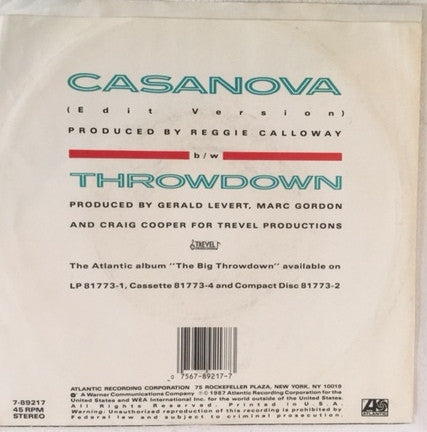 CASANOVA
(Edit Version)
PRODUCED BY REGGIE CALLOWAY
b/w
THROWDOWN
PRODUCED BY GERALD LEVERT, MARC GORDON
AND CRAIG COOPER FOR TREVEL PRODUCTIONS
TREVEL
The Atlantic album "The Big Throwdown" available on
LP 81773-1, Cassette 81773-4 and Compact Disc 81773-2
0 7567-89217-7
ATLANTIC RECORDING CORPORATION 75 ROCKEFELLER PLAZA, NEW YORK, NY 10019
A Warner Communications Company ℗©1987 Atlantic Recording Corporation for the
United States and WEA International Inc. for the world outside of the United States.
All Rights Reserved. Printed in U.S.A.
Warning: Unauthorized reproduction of this recording is prohibited by
Federal law and subject to criminal prosecution.
7-89217
45 RPM
STEREO
ATLANTIC